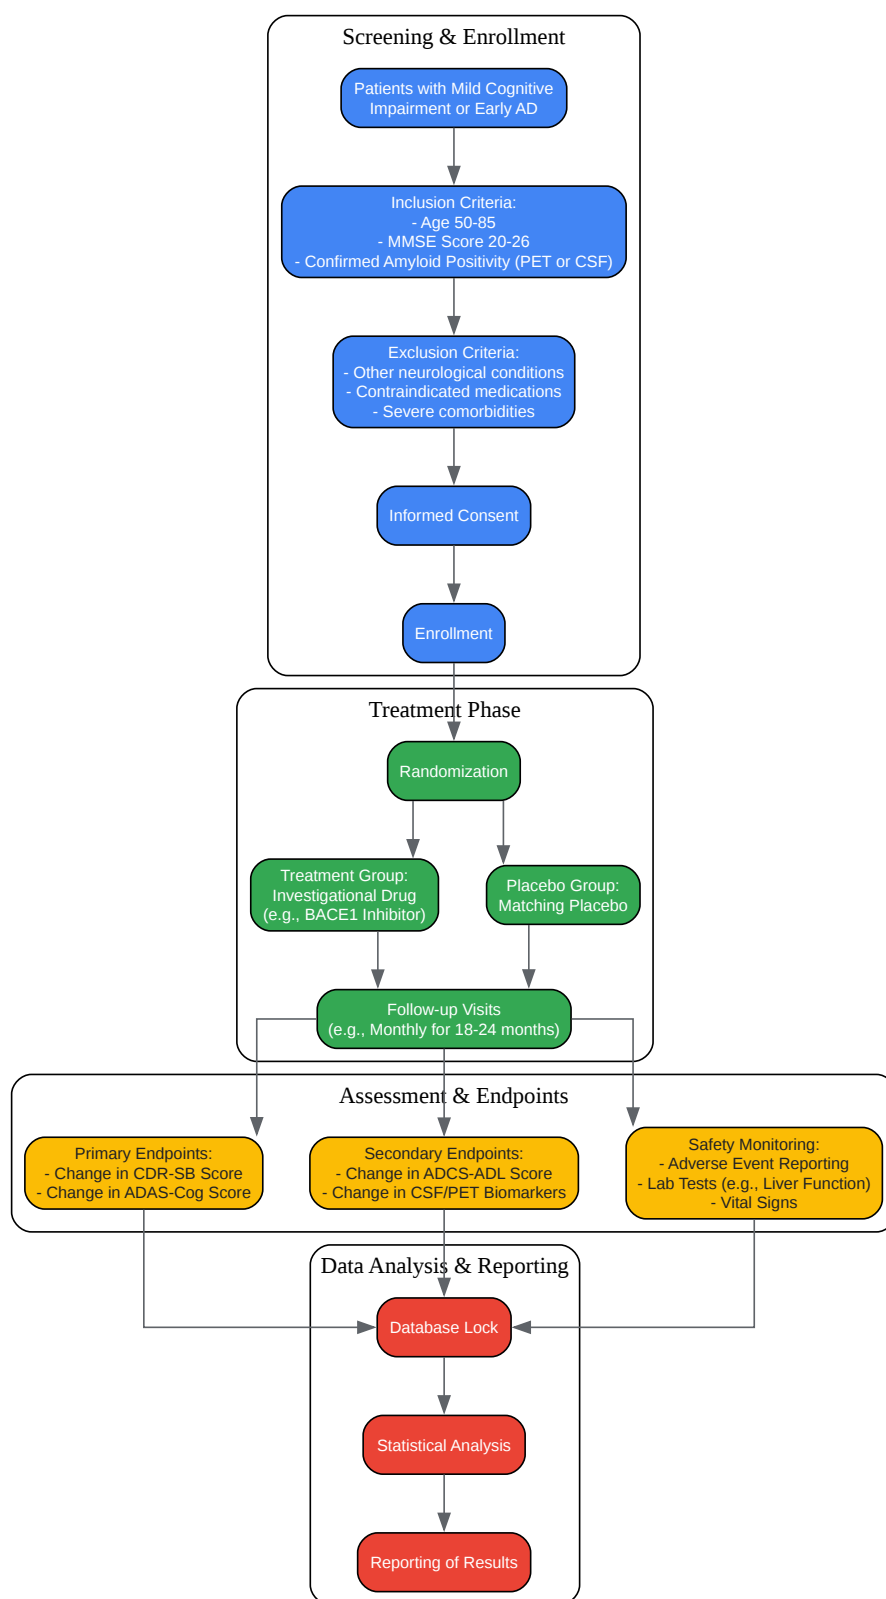 Screening & Enrollment
Patients with Mild Cognitive
Impairment or Early AD
Inclusion Criteria:
- Age 50-85
- MMSE Score 20-26
- Confirmed Amyloid Positivity (PET or CSF)
Exclusion Criteria:
- Other neurological conditions
- Contraindicated medications
- Severe comorbidities
Informed Consent
Enrollment
Treatment Phase
Randomization
Treatment Group:
Investigational Drug
(e.g., BACE1 Inhibitor)
Placebo Group:
Matching Placebo
Follow-up Visits
(e.g., Monthly for 18-24 months)
Assessment & Endpoints
Primary Endpoints:
- Change in CDR-SB Score
- Change in ADAS-Cog Score
Secondary Endpoints:
- Change in ADCS-ADL Score
- Change in CSF/PET Biomarkers
Safety Monitoring:
- Adverse Event Reporting
- Lab Tests (e.g., Liver Function)
- Vital Signs
Data Analysis & Reporting
Database Lock
Statistical Analysis
Reporting of Results